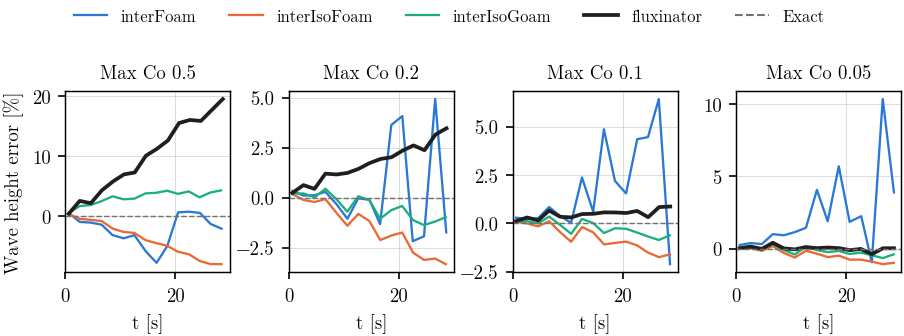 interFoam interIsoFoam interIsoGoam fluxinator Exact
Max Co 0.5 Max Co 0.2 Max Co 0.1 Max Co 0.05
Wave height error [%]
20
10
0
0 20
t [s]
5.0
2.5
0.0
−2.5
0 20
t [s]
5.0
2.5
0.0
−2.5
0 20
t [s]
10
5
0
0 20
t [s]